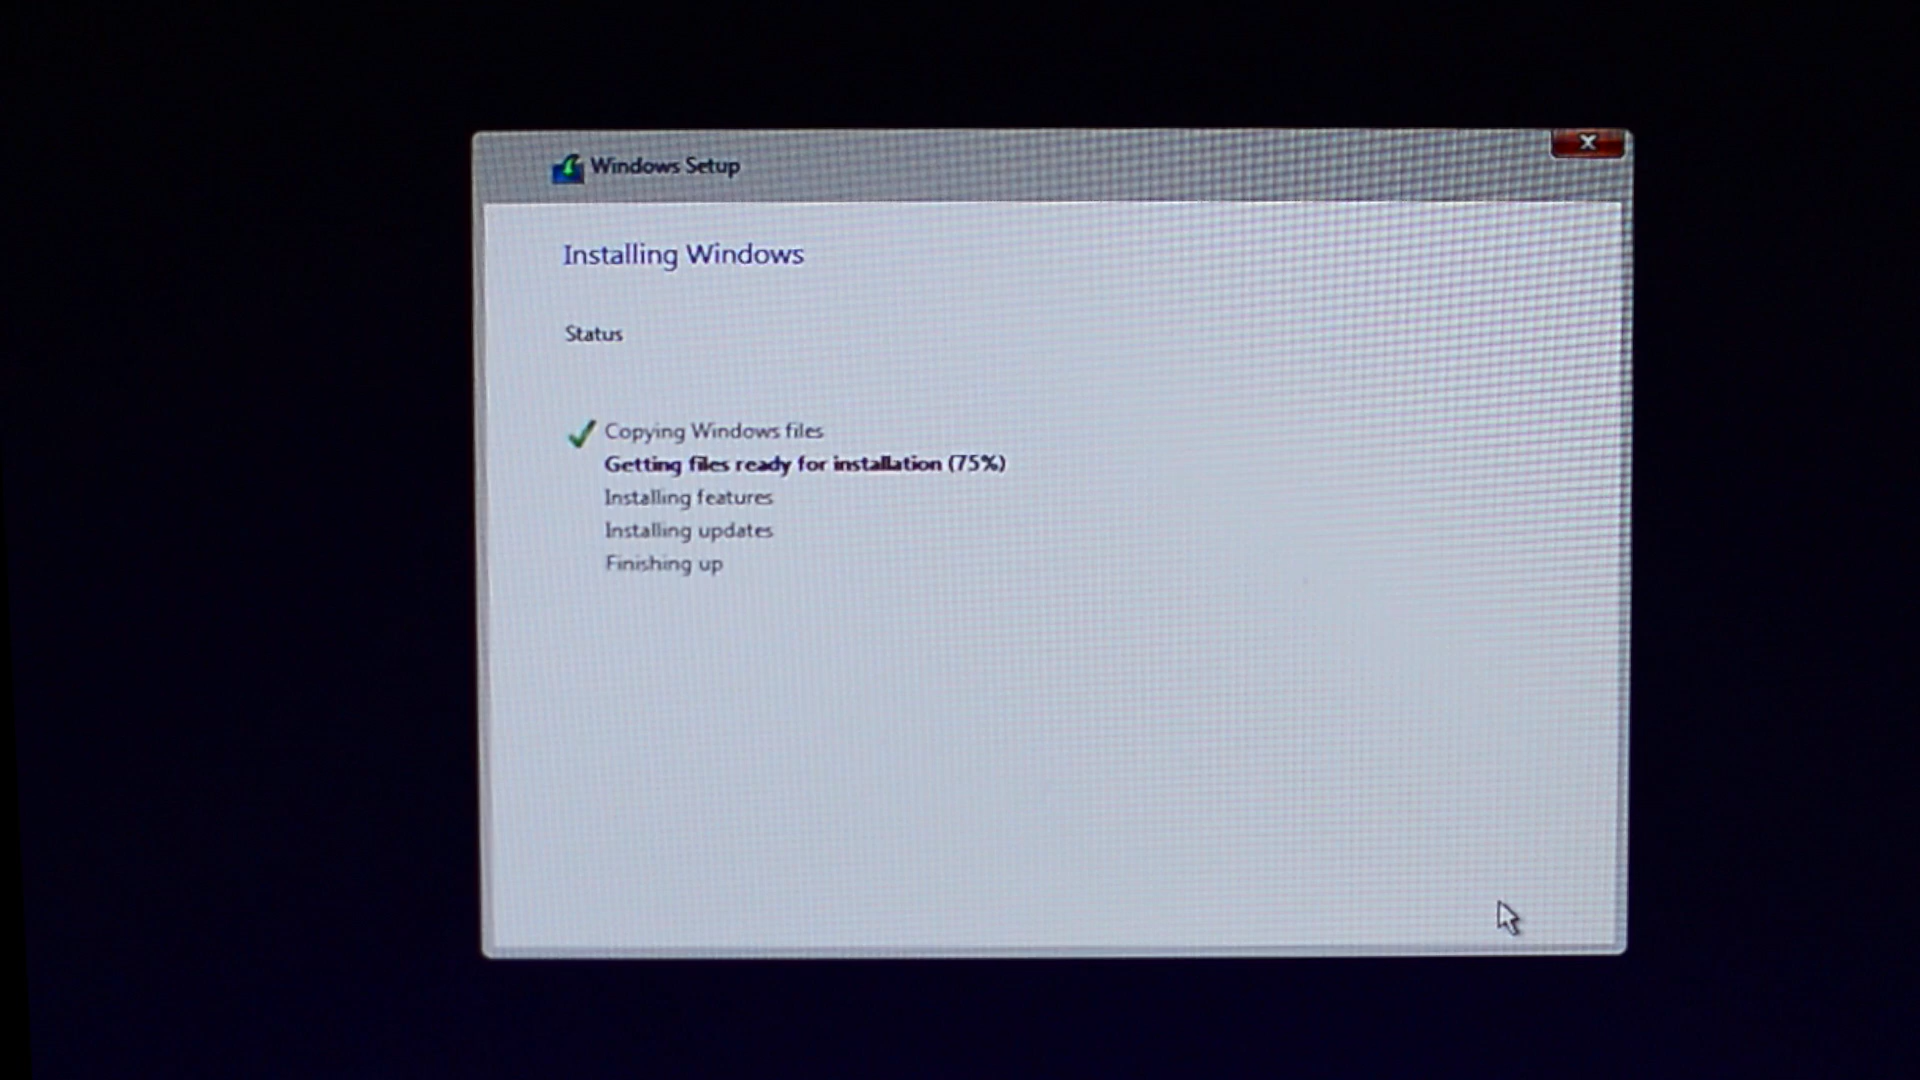 Windows Setup
Installing Windows
Status
Copying Windows files
Getting files ready for installation (75%)
Installing features
Installing updates
Finishing up